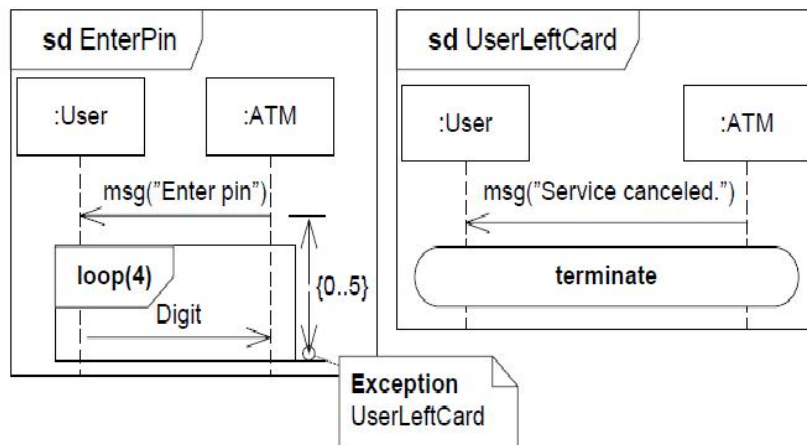 sd EnterPin
:User
:ATM
msg("Enter pin")
loop(4)
Digit
{0..5}
Exception
UserLeftCard
sd UserLeftCard
:User
:ATM
msg("Service canceled.")
terminate